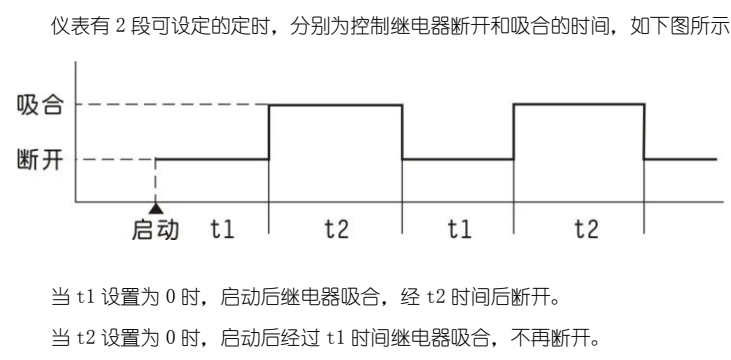 仪表有 2 段可设定的定时，分别为控制继电器断开和吸合的时间，如下图所示
吸合
断开
启动 t1 t2 t1 t2
当 t1 设置为 0 时，启动后继电器吸合，经 t2 时间后断开。
当 t2 设置为 0 时，启动后经过 t1 时间继电器吸合，不再断开。